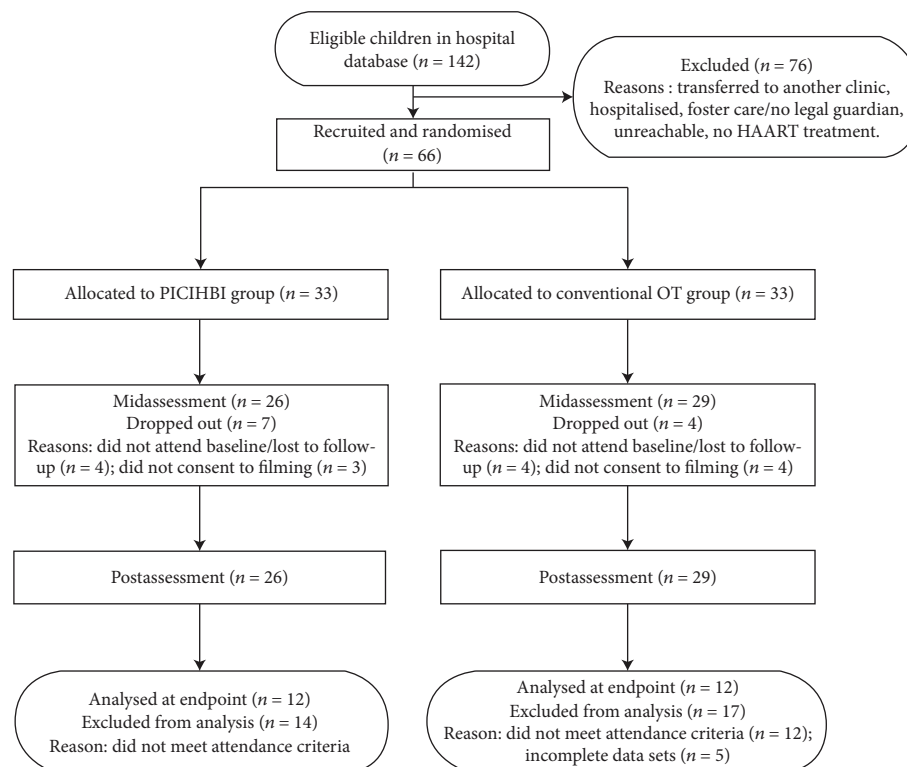 Eligible children in hospital
database (n = 142)
Excluded (n = 76)
Reasons : transferred to another clinic,
hospitalised, foster care/no legal guardian,
unreachable, no HAART treatment.
Recruited and randomised
(n = 66)
Allocated to PICIHBI group (n = 33)
Allocated to conventional OT group (n = 33)
Midassessment (n = 26)
Dropped out (n = 7)
Reasons: did not attend baseline/lost to follow-
up (n = 4); did not consent to filming (n = 3)
Midassessment (n = 29)
Dropped out (n = 4)
Reasons: did not attend baseline/lost to follow-
up (n = 4); did not consent to filming (n = 4)
Postassessment (n = 26)
Postassessment (n = 29)
Analysed at endpoint (n = 12)
Excluded from analysis (n = 14)
Reason: did not meet attendance criteria
Analysed at endpoint (n = 12)
Excluded from analysis (n = 17)
Reason: did not meet attendance criteria (n = 12);
incomplete data sets (n = 5)